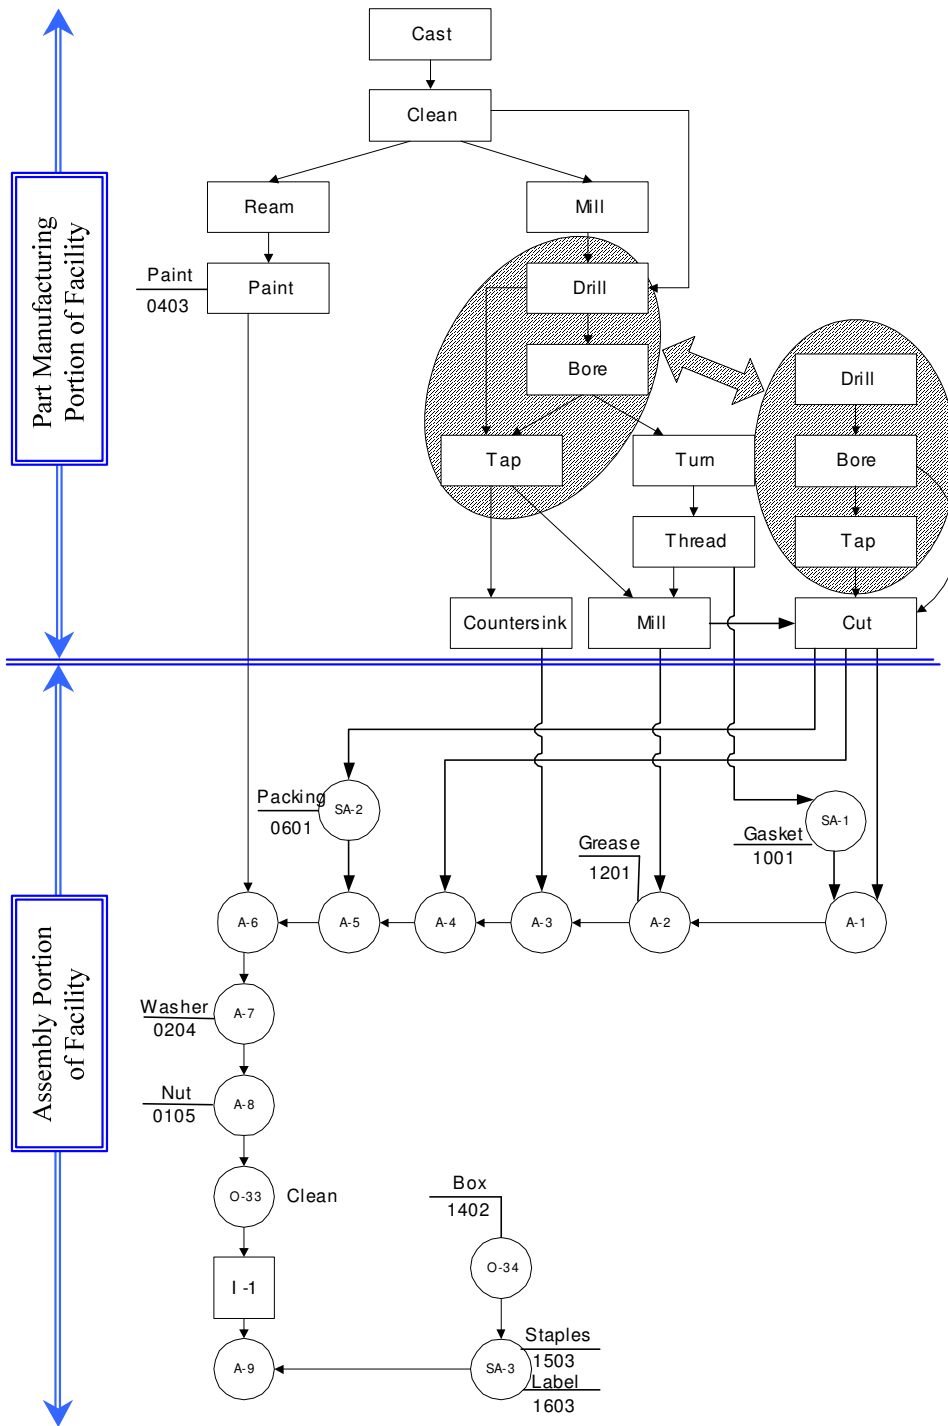 Cast
Clean
Ream
Mill
Part Manufacturing
Portion of Facility
Paint
0403
Paint
Drill
Bore
Drill
Tap
Turn
Bore
Thread
Tap
Countersink
Mill
Cut
Packing
0601
SA-2
SA-1
Gasket
1001
Grease
1201
A-6
A-5
A-4
A-3
A-2
A-1
Assembly Portion
of Facility
Washer
0204
A-7
Nut
0105
A-8
O-33
Clean
Box
1402
O-34
I -1
Staples
1503
A-9
SA-3
Label
1603